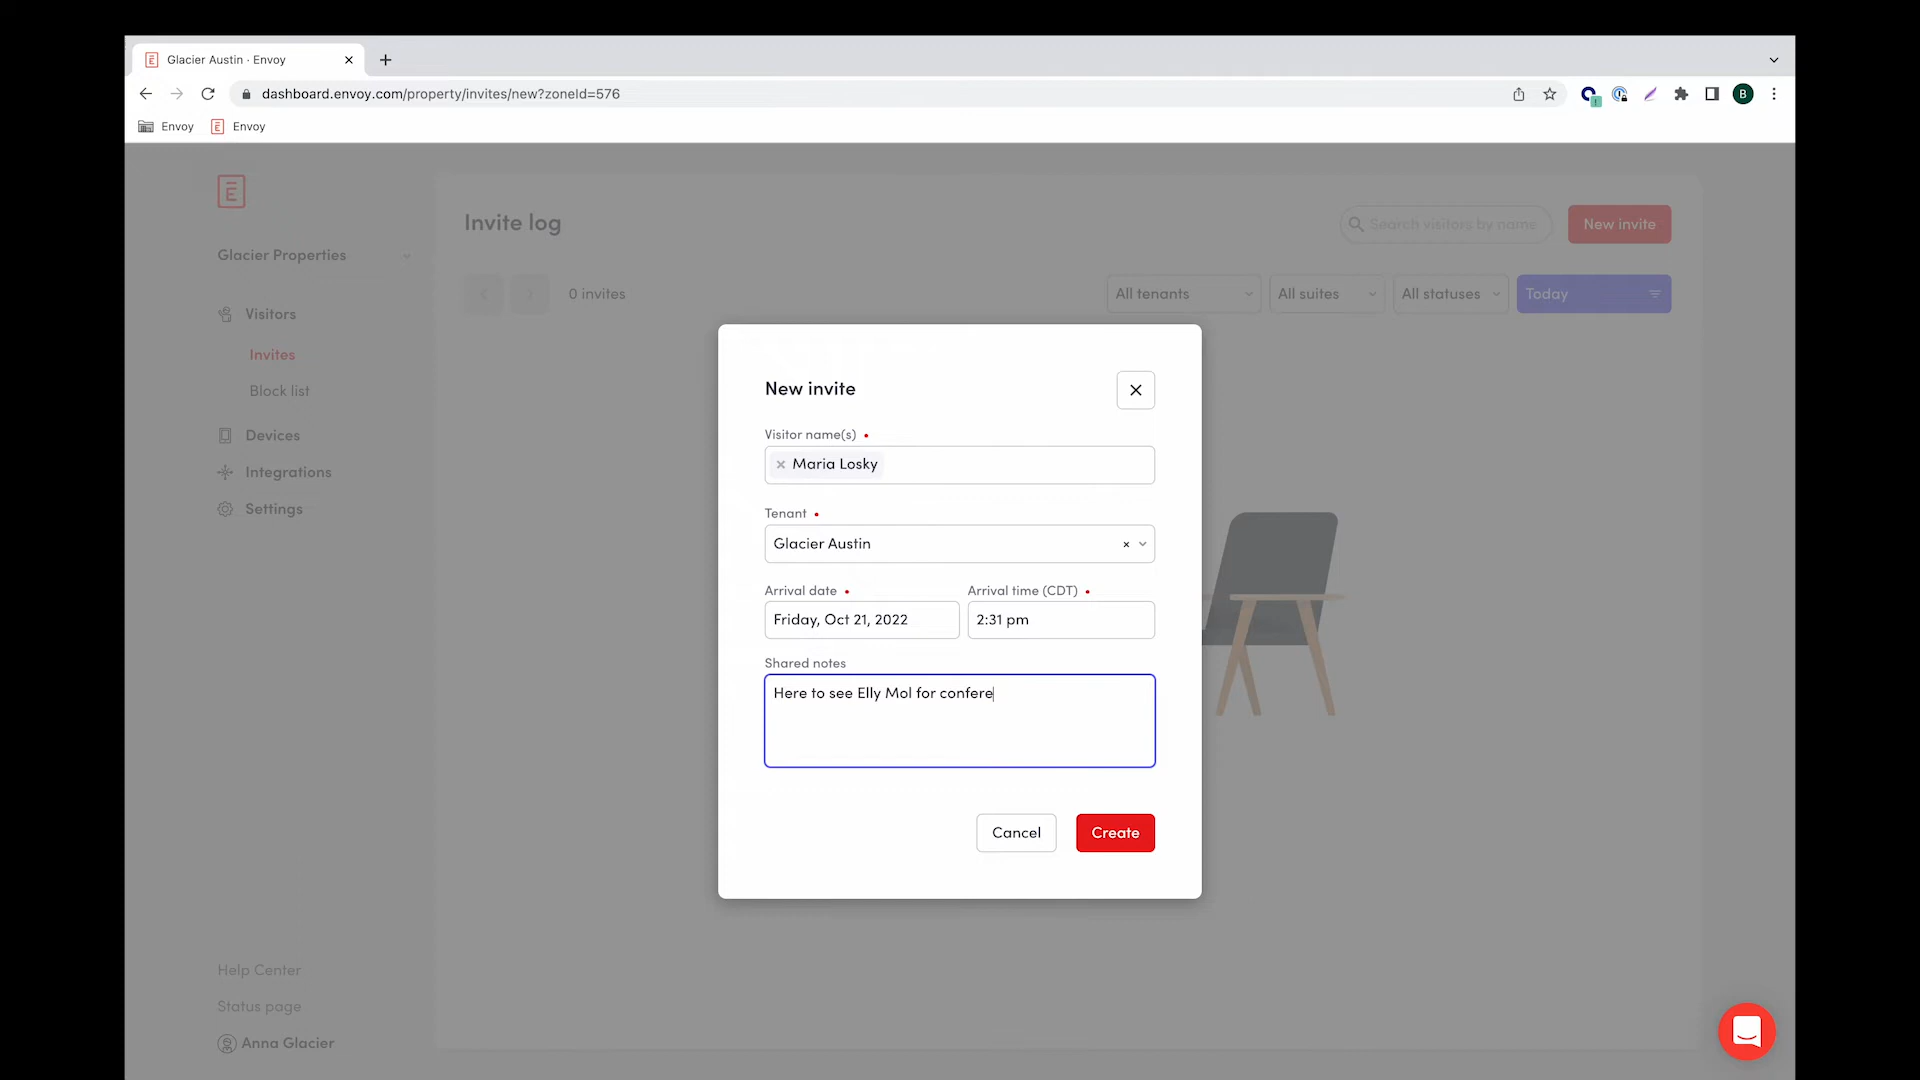 Glacier Austin · Envoy
dashboard.envoy.com/property/invites/new?zoneId=576
B
Envoy
Envoy
Glacier Properties
Visitors
Invites
Block list
Devices
Integrations
Settings
Help Center
Status page
Anna Glacier
Invite log
Search visitors by name
New invite
0 invites
All tenants
All suites
All statuses
Today
New invite
Visitor name(s)
× Maria Losky
Tenant
Glacier Austin
Arrival date
Arrival time (CDT)
Friday, Oct 21, 2022
2:31 pm
Shared notes
Here to see Elly Mol for confere
Cancel
Create